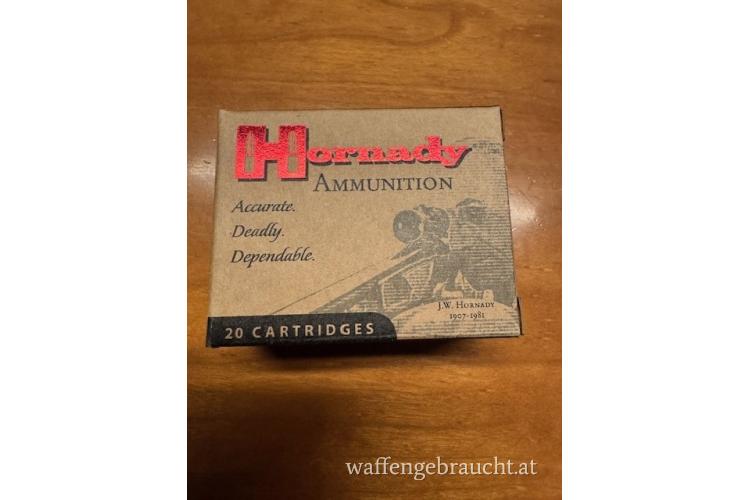 Hornady
AMMUNITION
Accurate.
Deadly.
Dependable.
J.W. HORNADY
1907-1981
20 CARTRIDGES
waffengebraucht.at